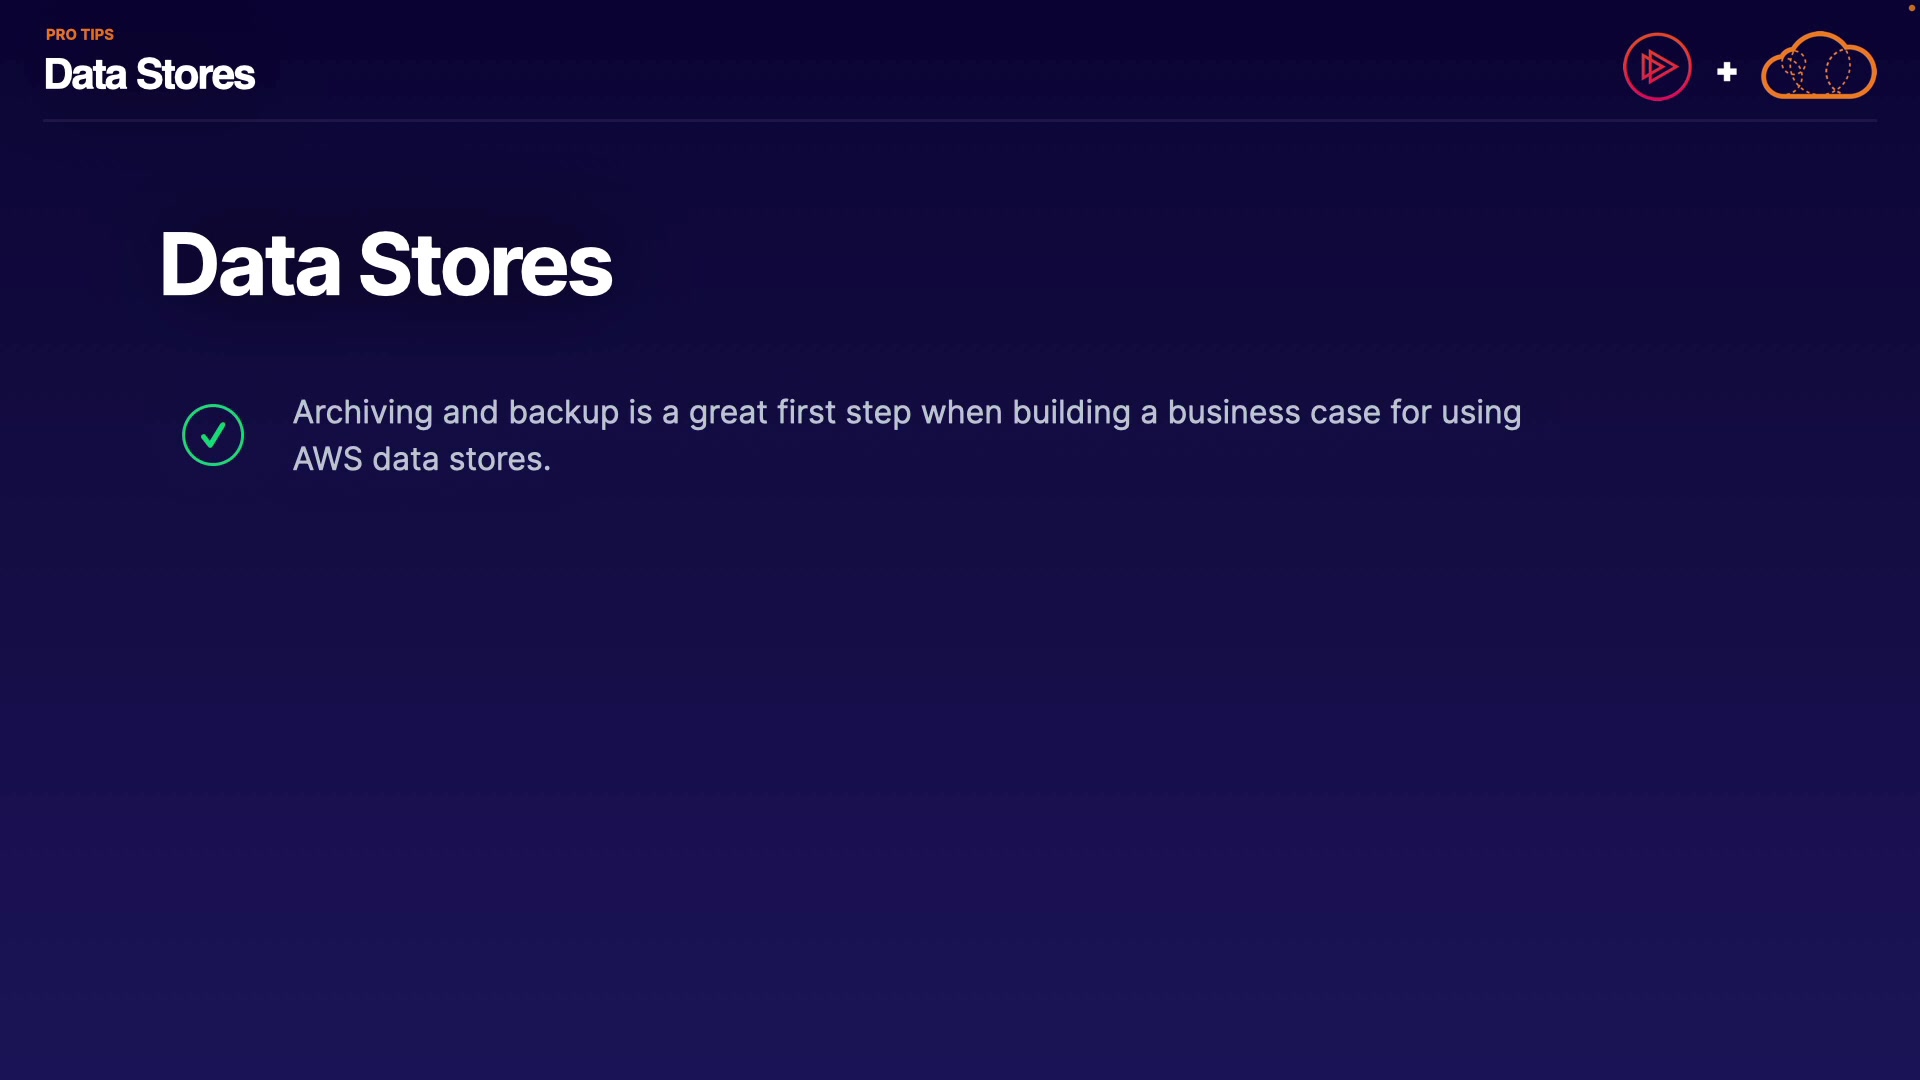 PRO TIPS
Data Stores
Data Stores
Archiving and backup is a great first step when building a business case for using
AWS data stores.